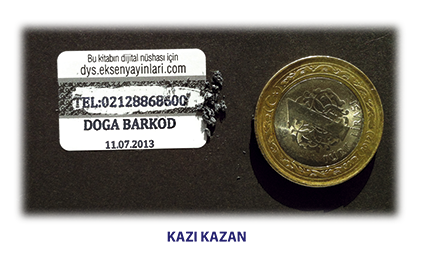 Bu kitabın dijital nüshası için
dys.eksenyayinlari.com
TEL:02128868600
DOGA BARKOD
11.07.2013
KAZI KAZAN